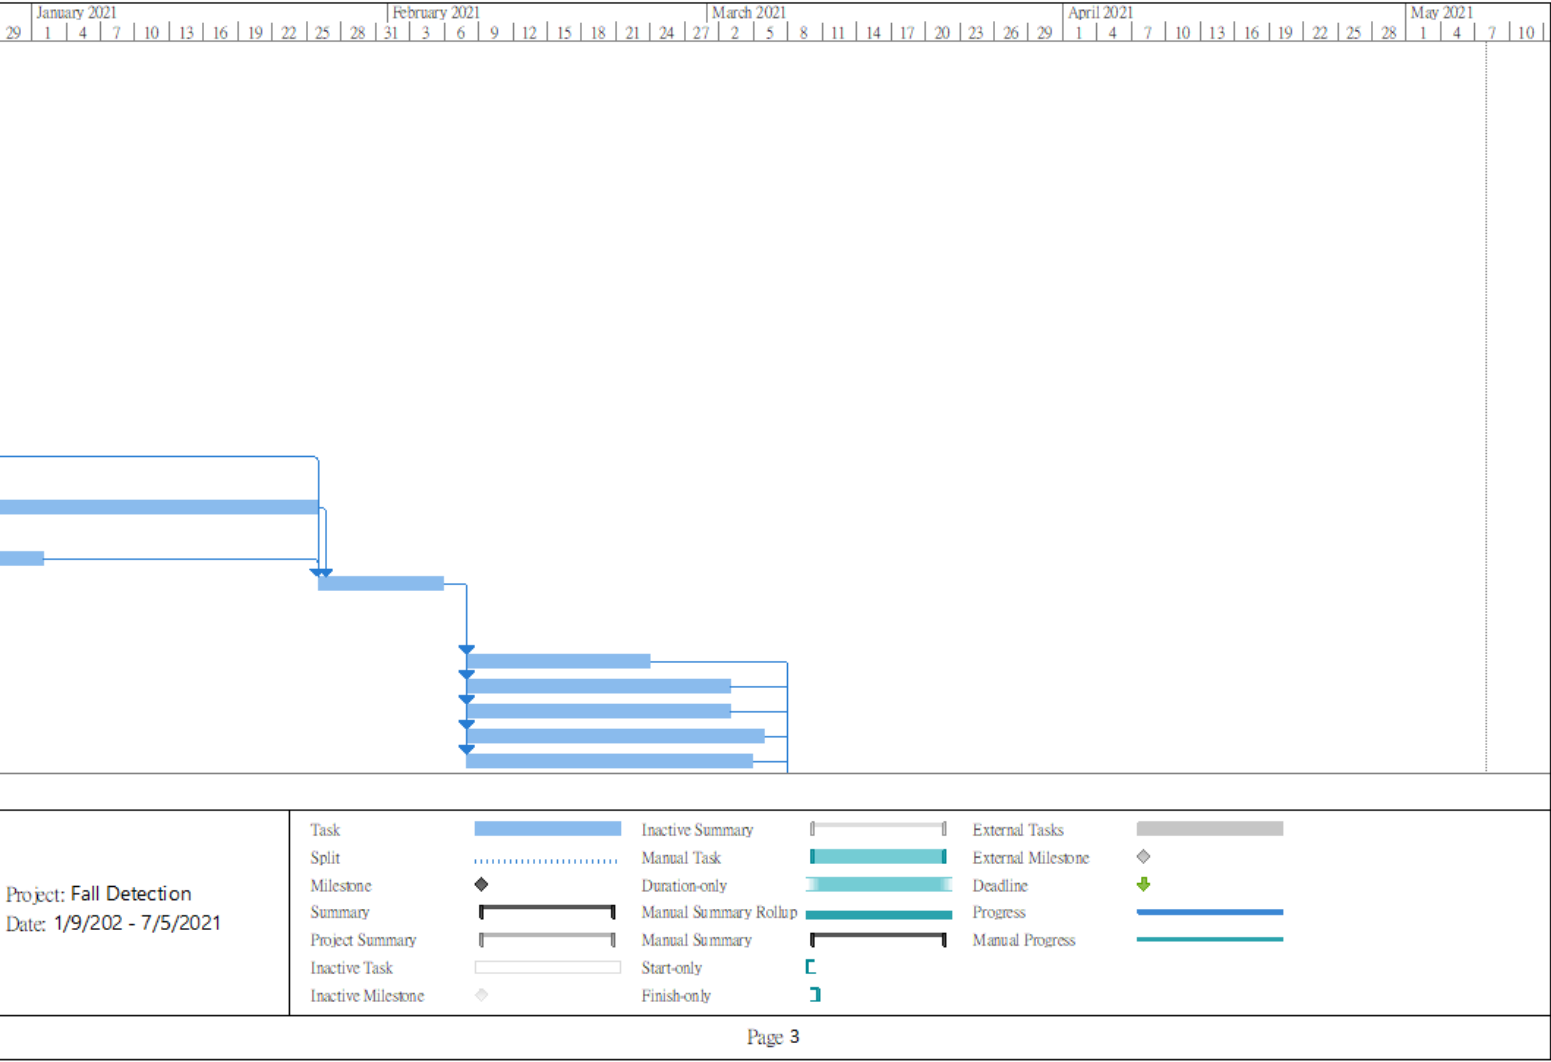 January 2021 February 2021 March 2021 April 2021 May 2021
29 1 4 7 10 13 16 19 22 25 28 31 3 6 9 12 15 18 21 24 27 2 5 8 11 14 17 20 23 26 29 1 4 7 10 13 16 19 22 25 28 1 4 7 10
Task Inactive Summary External Tasks
Split Manual Task External Milestone
Milestone Duration-only Deadline
Project: Fall Detection
Summary Manual Summary Rollup Progress
Date: 1/9/202 - 7/5/2021
Project Summary Manual Summary Manual Progress
Inactive Task Start-only
Inactive Milestone Finish-only
Page 3